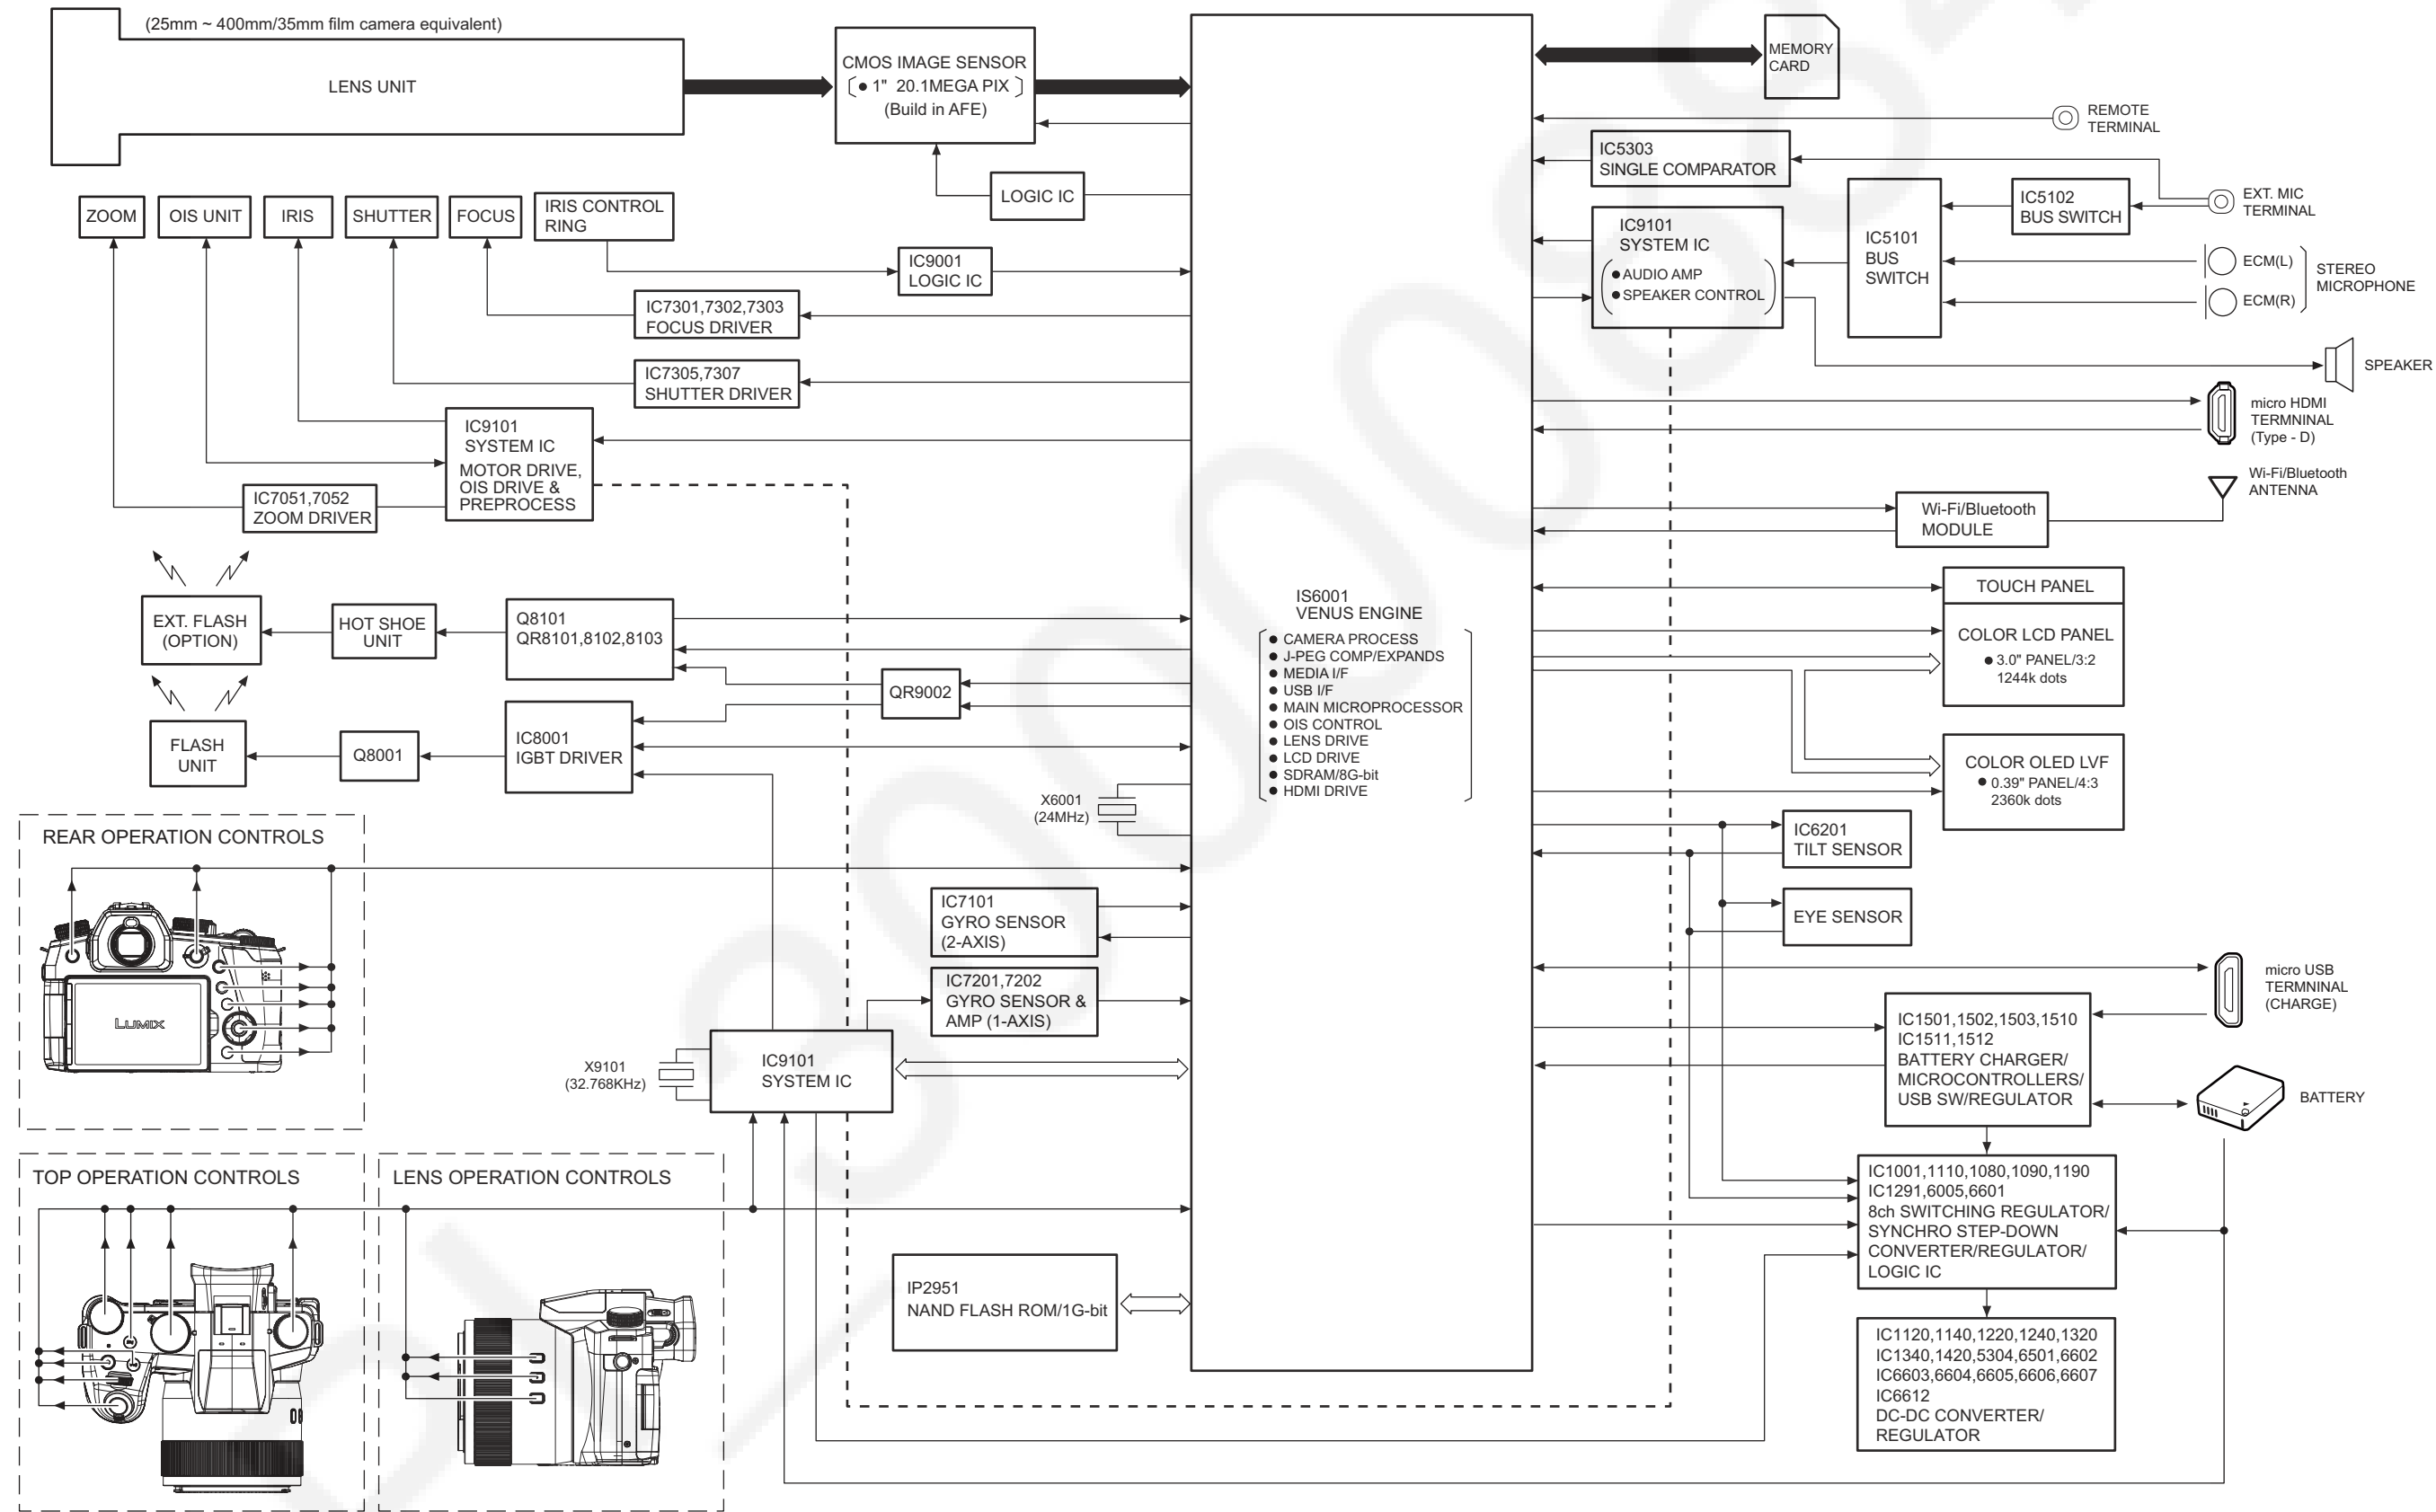 (25mm ~ 400mm/35mm film camera equivalent)
LENS UNIT
CMOS IMAGE SENSOR
● 1" 20.1MEGA PIX
(Build in AFE)
LOGIC IC
ZOOM
OIS UNIT
IRIS
SHUTTER
FOCUS
IRIS CONTROL
RING
IC9001
LOGIC IC
IC7301,7302,7303
FOCUS DRIVER
IC7305,7307
SHUTTER DRIVER
IC9101
SYSTEM IC
MOTOR DRIVE,
OIS DRIVE &
PREPROCESS
IC7051,7052
ZOOM DRIVER
EXT. FLASH
(OPTION)
HOT SHOE
UNIT
Q8101
QR8101,8102,8103
QR9002
FLASH
UNIT
Q8001
IC8001
IGBT DRIVER
X6001
(24MHz)
REAR OPERATION CONTROLS
LUMIX
IC7101
GYRO SENSOR
(2-AXIS)
IC7201,7202
GYRO SENSOR &
AMP (1-AXIS)
X9101
(32.768KHz)
IC9101
SYSTEM IC
TOP OPERATION CONTROLS
LENS OPERATION CONTROLS
IP2951
NAND FLASH ROM/1G-bit
IS6001
VENUS ENGINE
● CAMERA PROCESS
● J-PEG COMP/EXPANDS
● MEDIA I/F
● USB I/F
● MAIN MICROPROCESSOR
● OIS CONTROL
● LENS DRIVE
● LCD DRIVE
● SDRAM/8G-bit
● HDMI DRIVE
MEMORY
CARD
REMOTE
TERMINAL
IC5303
SINGLE COMPARATOR
IC9101
SYSTEM IC
● AUDIO AMP
● SPEAKER CONTROL
IC5101
BUS
SWITCH
IC5102
BUS SWITCH
EXT. MIC
TERMINAL
ECM(L)
ECM(R)
STEREO
MICROPHONE
SPEAKER
micro HDMI
TERMNINAL
(Type - D)
Wi-Fi/Bluetooth
ANTENNA
Wi-Fi/Bluetooth
MODULE
TOUCH PANEL
COLOR LCD PANEL
● 3.0" PANEL/3:2
1244k dots
COLOR OLED LVF
● 0.39" PANEL/4:3
2360k dots
IC6201
TILT SENSOR
EYE SENSOR
micro USB
TERMNINAL
(CHARGE)
IC1501,1502,1503,1510
IC1511,1512
BATTERY CHARGER/
MICROCONTROLLERS/
USB SW/REGULATOR
BATTERY
IC1001,1110,1080,1090,1190
IC1291,6005,6601
8ch SWITCHING REGULATOR/
SYNCHRO STEP-DOWN
CONVERTER/REGULATOR/
LOGIC IC
IC1120,1140,1220,1240,1320
IC1340,1420,5304,6501,6602
IC6603,6604,6605,6606,6607
IC6612
DC-DC CONVERTER/
REGULATOR